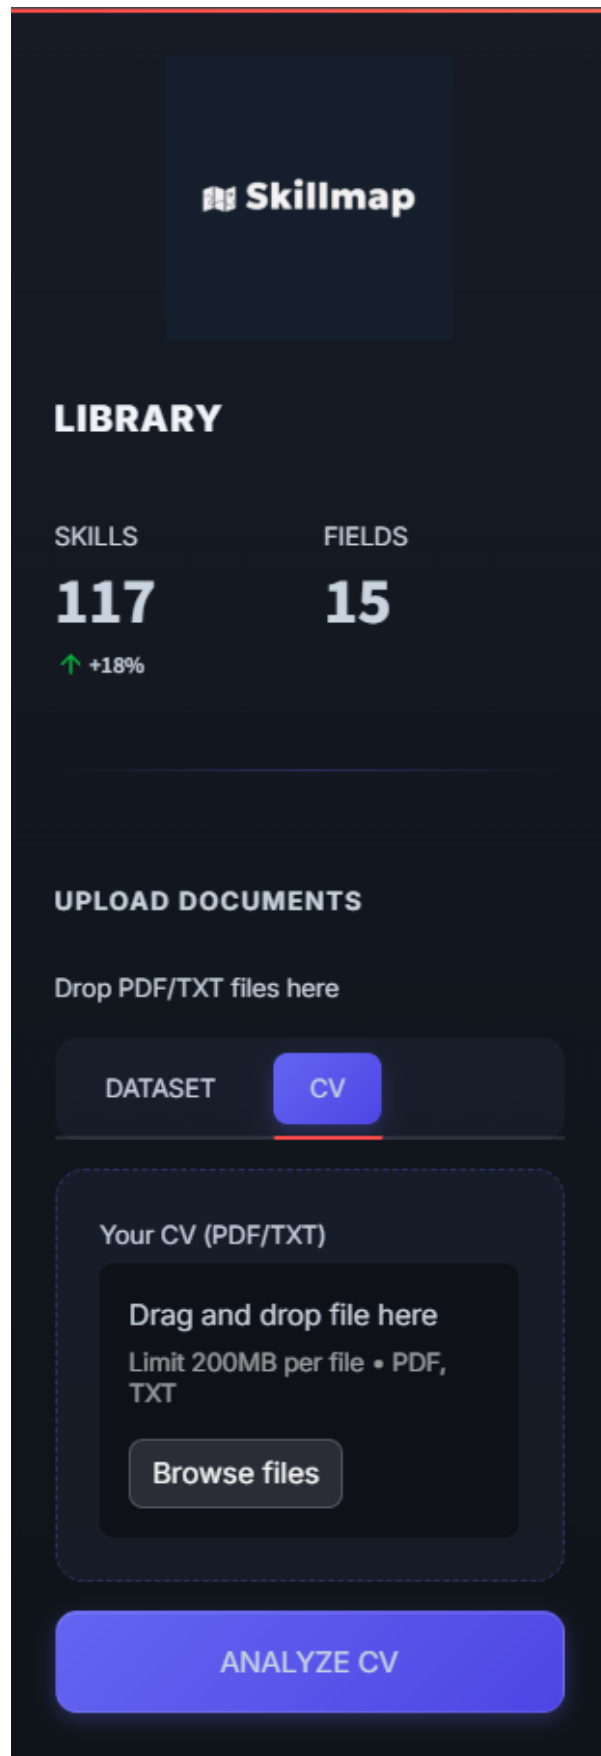 Skillmap
LIBRARY
SKILLS
FIELDS
117
15
+18%
UPLOAD DOCUMENTS
Drop PDF/TXT files here
DATASET
CV
Your CV (PDF/TXT)
Drag and drop file here
Limit 200MB per file • PDF,
TXT
Browse files
ANALYZE CV